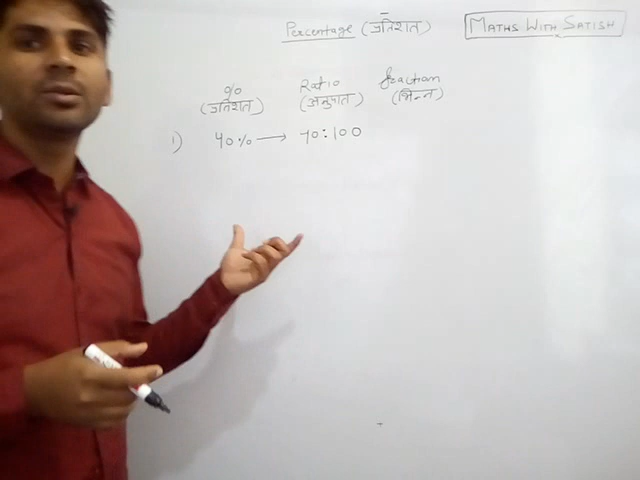 Percentage (प्रतिशत)
MATHS WITH SATISH
% Ratio fraction
(प्रतिशत) (अनुपात) (भिन्न)
1) 40% → 40:100